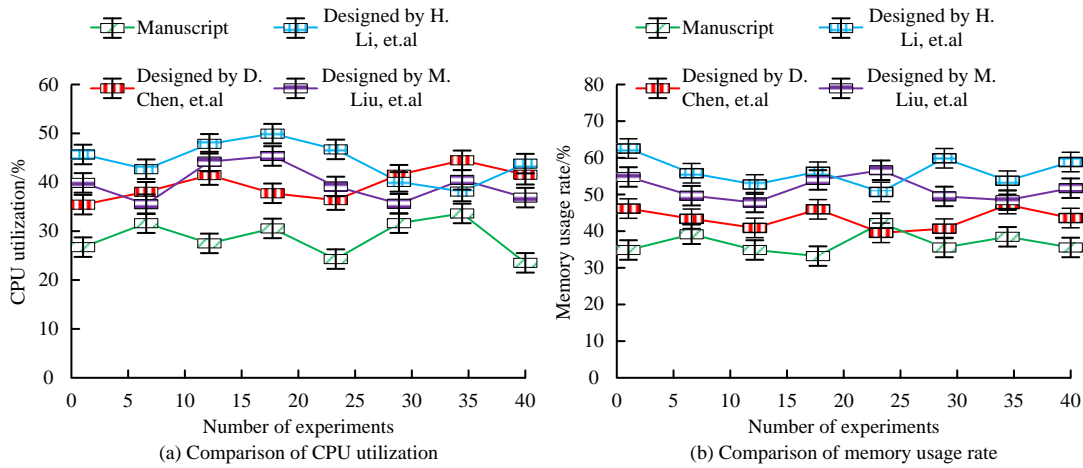 Manuscript
Designed by H.
Li, et.al
Designed by D.
Chen, et.al
Designed by M.
Liu, et.al
60
50
40
30
20
10
0
CPU utilization/%
0 5 10 15 20 25 30 35 40
Number of experiments
(a) Comparison of CPU utilization
Manuscript
Designed by H.
Li, et.al
Designed by D.
Chen, et.al
Designed by M.
Liu, et.al
80
70
60
50
40
30
20
10
0
Memory usage rate/%
0 5 10 15 20 25 30 35 40
Number of experiments
(b) Comparison of memory usage rate